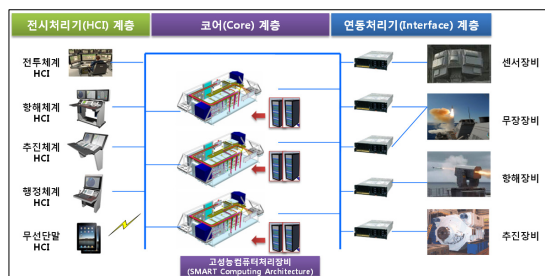 전시처리기(HCI) 계층
코어(Core) 계층
연동처리기(Interface) 계층
전투체계
HCI
항해체계
HCI
추진체계
HCI
행정체계
HCI
무선단말
HCI
센서장비
무장장비
항해장비
추진장비
고성능컴퓨터처리장비
(SMART Computing Architecture)